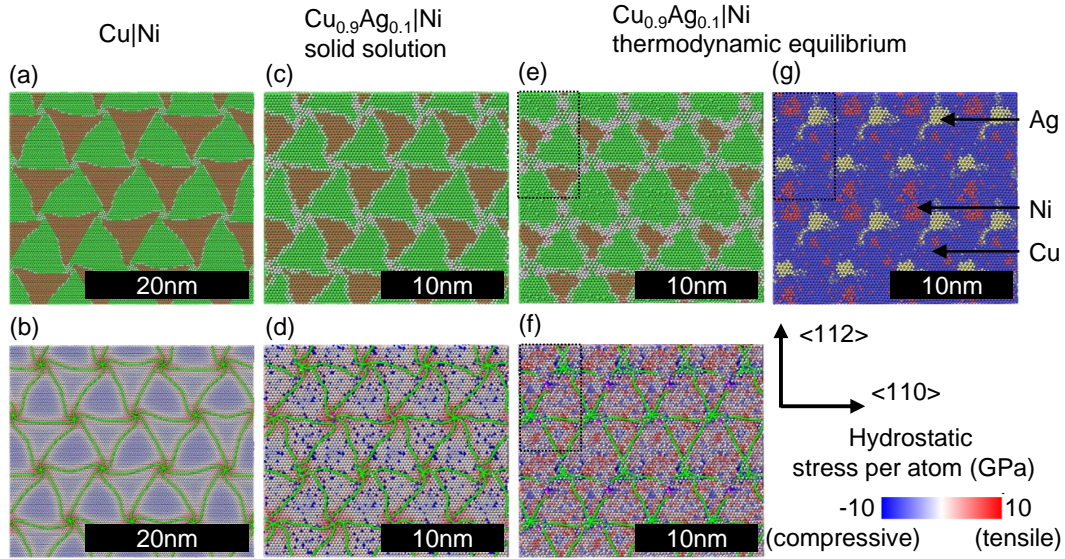 Cu|Ni
Cu0.9Ag0.1|Ni
solid solution
Cu0.9Ag0.1|Ni
thermodynamic equilibrium
(a)
(c)
(e)
(g)
Ag
Ni
Cu
20nm
10nm
10nm
10nm
(b)
(d)
(f)
<112>
<110>
Hydrostatic
stress per atom (GPa)
-10
10
(compressive)
(tensile)
20nm
10nm
10nm